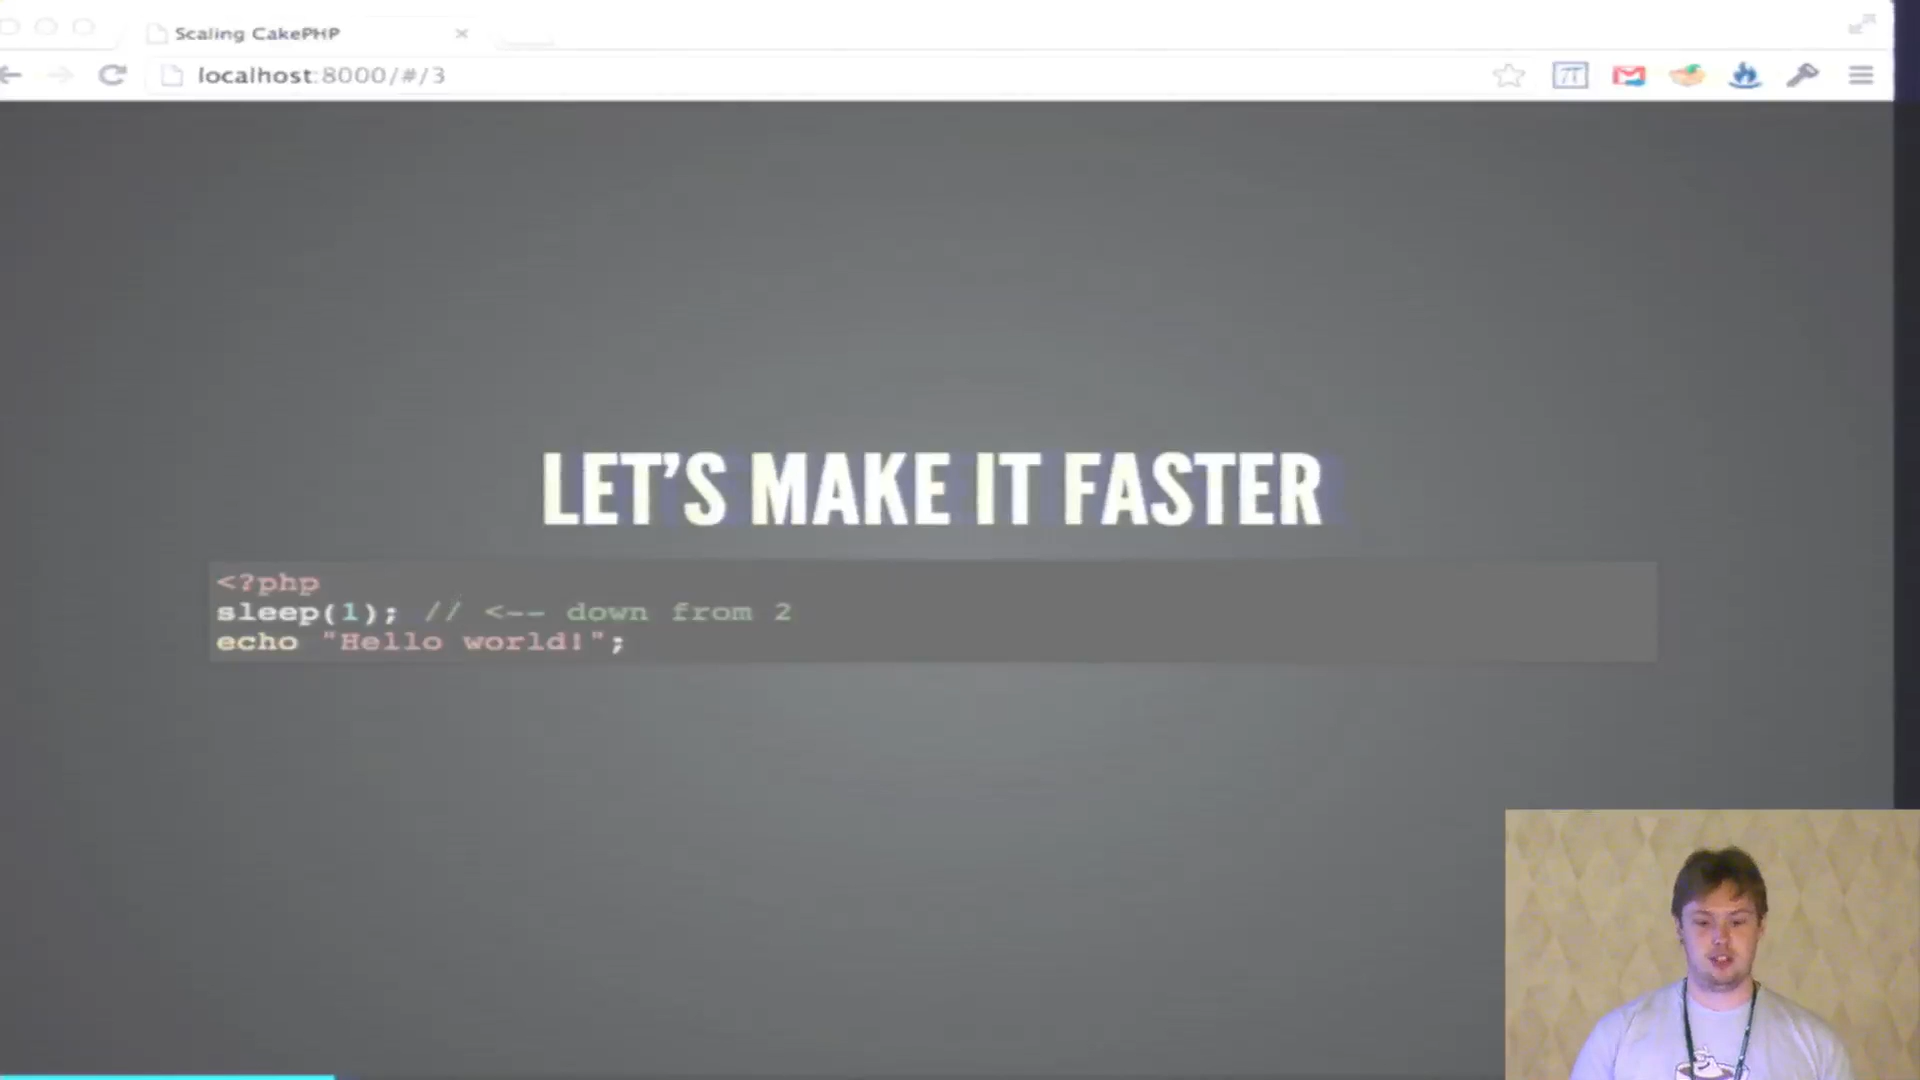 Scaling CakePHP
localhost:8000/#/3
LET'S MAKE IT FASTER
<?php
sleep(1); // <-- down from 2
echo "Hello world!";